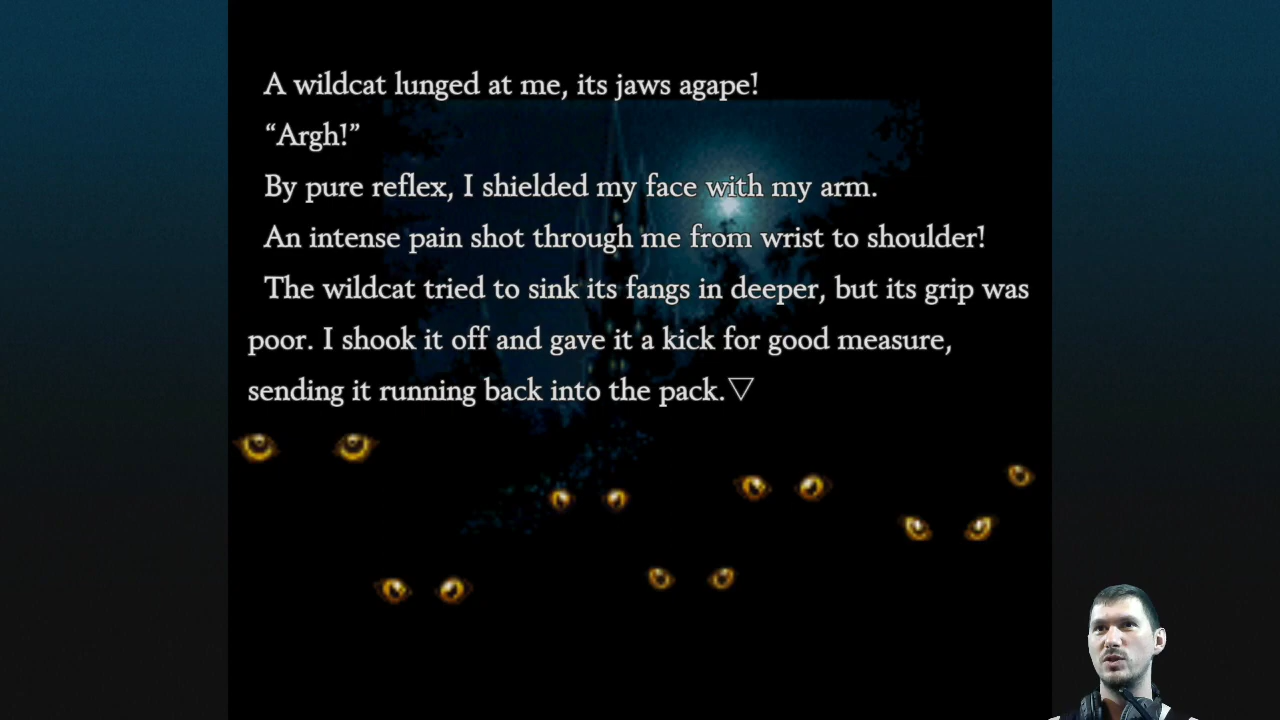 A wildcat lunged at me, its jaws agape!
“Argh!”
By pure reflex, I shielded my face with my arm.
An intense pain shot through me from wrist to shoulder!
The wildcat tried to sink its fangs in deeper, but its grip was
poor. I shook it off and gave it a kick for good measure,
sending it running back into the pack.▽